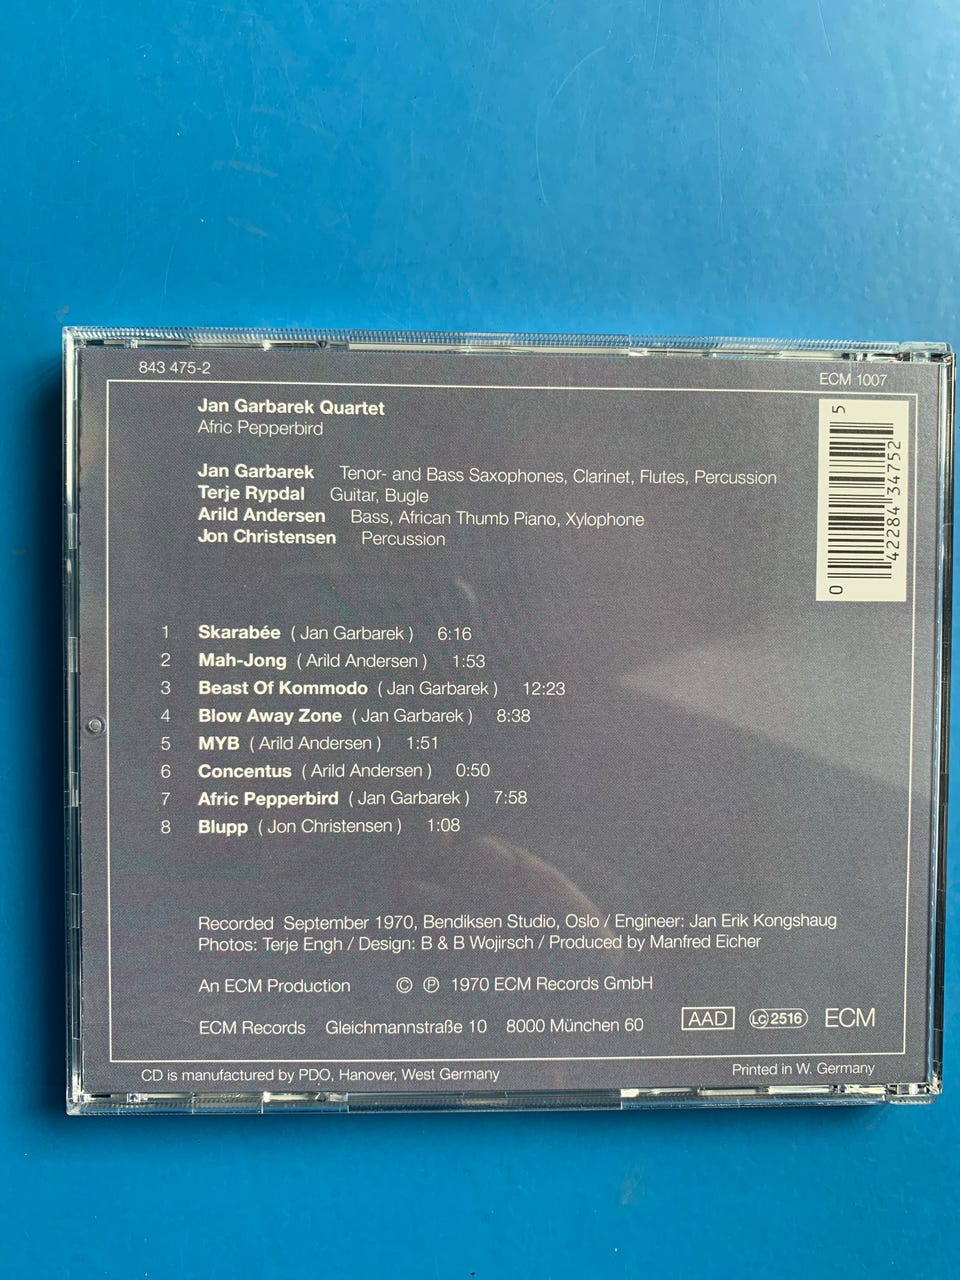 843 475-2
ECM 1007
Jan Garbarek Quartet
Afric Pepperbird
Jan Garbarek Tenor- and Bass Saxophones, Clarinet, Flutes, Percussion
Terje Rypdal Guitar, Bugle
Arild Andersen Bass, African Thumb Piano, Xylophone
Jon Christensen Percussion
0 42284 34752 5
1 Skarabée ( Jan Garbarek ) 6:16
2 Mah-Jong ( Arild Andersen ) 1:53
3 Beast Of Kommodo ( Jan Garbarek ) 12:23
4 Blow Away Zone ( Jan Garbarek ) 8:38
5 MYB ( Arild Andersen ) 1:51
6 Concentus ( Arild Andersen ) 0:50
7 Afric Pepperbird ( Jan Garbarek ) 7:58
8 Blupp ( Jon Christensen ) 1:08
Recorded September 1970, Bendiksen Studio, Oslo / Engineer: Jan Erik Kongshaug
Photos: Terje Engh / Design: B & B Wojirsch / Produced by Manfred Eicher
An ECM Production © ℗ 1970 ECM Records GmbH
ECM Records Gleichmannstraße 10 8000 München 60 AAD LC 2516 ECM
CD is manufactured by PDO, Hanover, West Germany
Printed in W. Germany